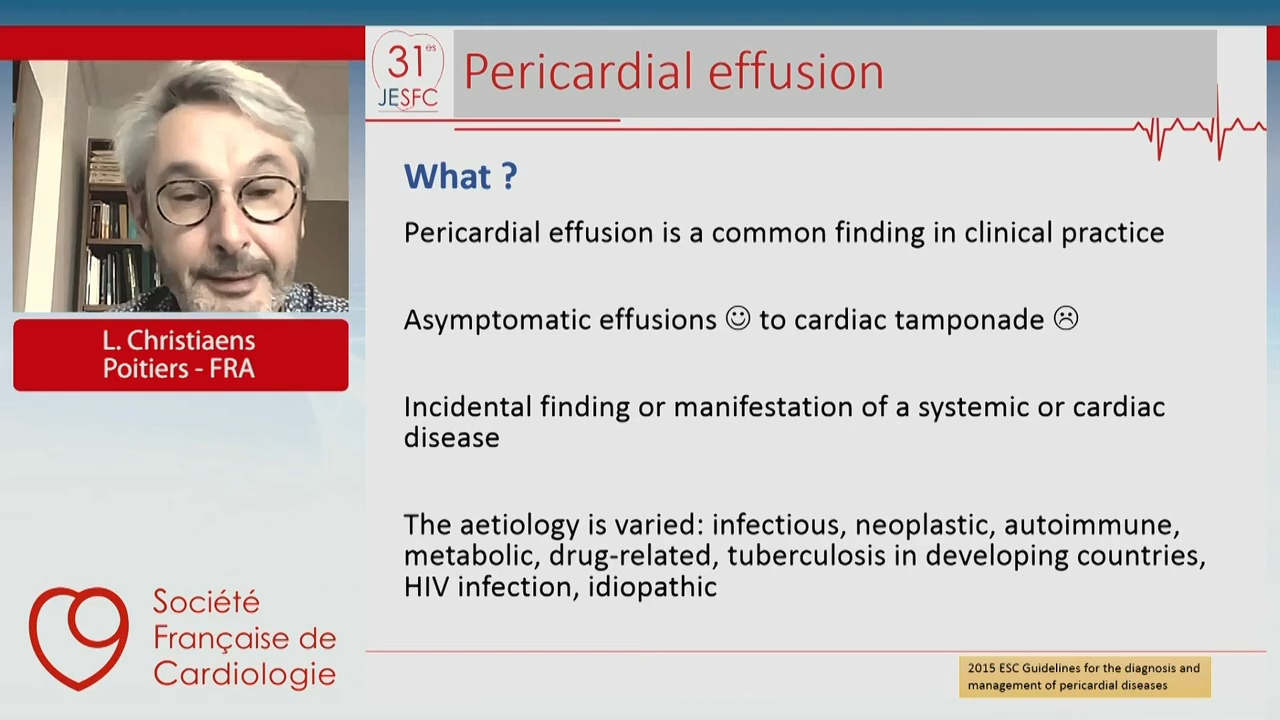 31es
JESFC
Pericardial effusion
What ?
Pericardial effusion is a common finding in clinical practice
Asymptomatic effusions ☺ to cardiac tamponade ☹
Incidental finding or manifestation of a systemic or cardiac
disease
The aetiology is varied: infectious, neoplastic, autoimmune,
metabolic, drug-related, tuberculosis in developing countries,
HIV infection, idiopathic
2015 ESC Guidelines for the diagnosis and
management of pericardial diseases
L. Christiaens
Poitiers - FRA
Société
Française de
Cardiologie